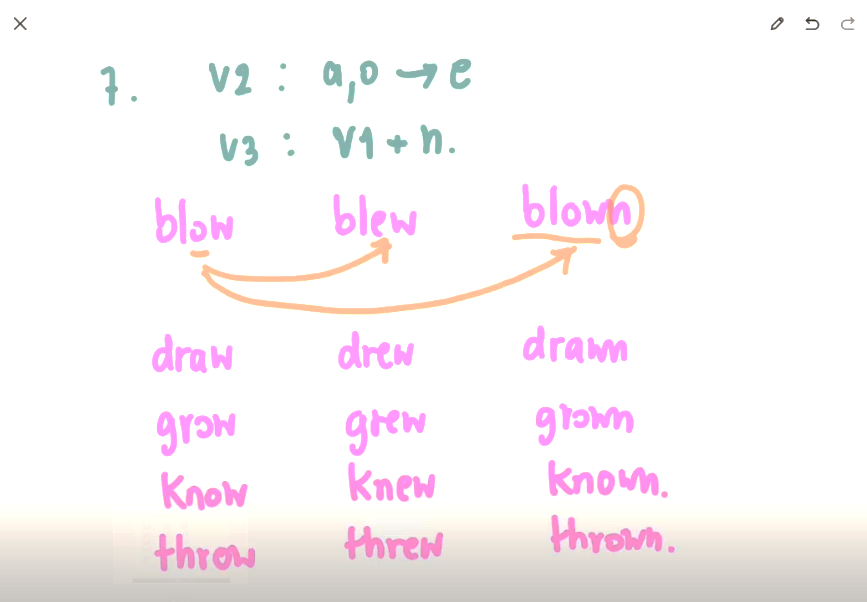 7. v2 : a,o → e
v3 : v1 + n.
blow blew blown
draw drew drawn
grow grew grown
know knew known.
throw threw thrown.